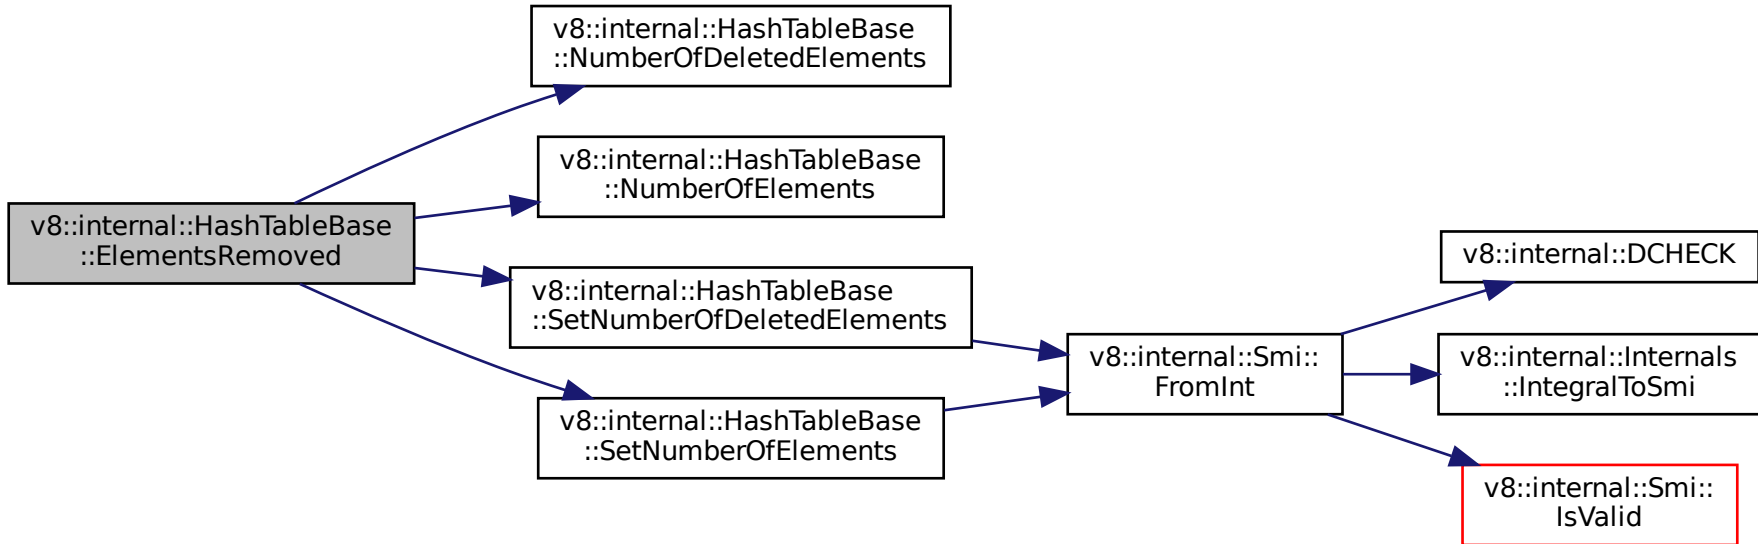 v8::internal::HashTableBase
::ElementsRemoved
v8::internal::HashTableBase
::NumberOfDeletedElements
v8::internal::HashTableBase
::NumberOfElements
v8::internal::HashTableBase
::SetNumberOfDeletedElements
v8::internal::HashTableBase
::SetNumberOfElements
v8::internal::Smi::
FromInt
v8::internal::DCHECK
v8::internal::Internals
::IntegralToSmi
v8::internal::Smi::
IsValid